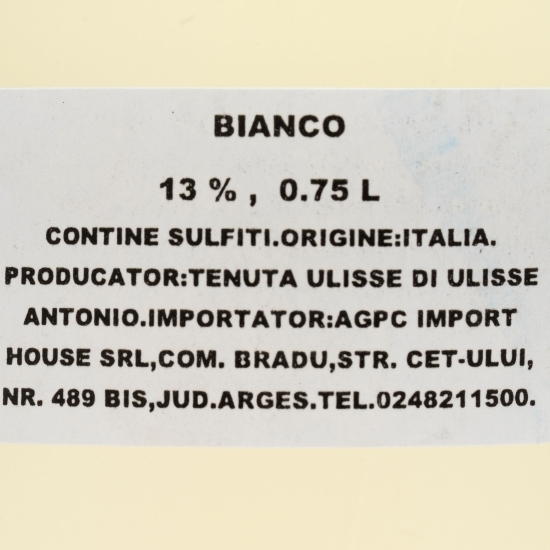 BIANCO
13 % , 0.75 L
CONTINE SULFITI.ORIGINE:ITALIA.
PRODUCATOR:TENUTA ULISSE DI ULISSE
ANTONIO.IMPORTATOR:AGPC IMPORT
HOUSE SRL,COM. BRADU,STR. CET-ULUI,
NR. 489 BIS,JUD.ARGES.TEL.0248211500.